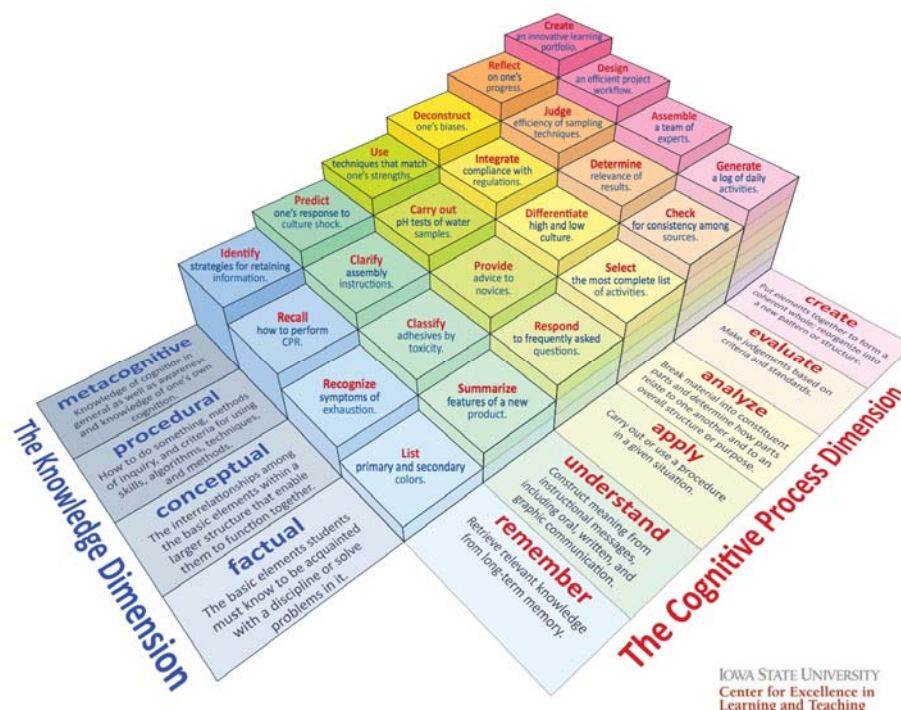 Create
an innovative learning
portfolio.
Reflect
on one's
progress.
Design
an efficient project
workflow.
Deconstruct
one's biases.
Judge
efficiency of sampling
techniques.
Assemble
a team of
experts.
Use
techniques that match
one's strengths.
Integrate
compliance with
regulations.
Determine
relevance of
results.
Generate
a log of daily
activities.
Predict
one's response to
culture shock.
Carry out
pH tests of water
samples.
Differentiate
high and low
culture.
Check
for consistency among
sources.
Identify
strategies for retaining
information.
Clarify
assembly
instructions.
Provide
advice to
novices.
Select
the most complete list
of activities.
Recall
how to perform
CPR.
Classify
adhesives by
toxicity.
Respond
to frequently asked
questions.
Recognize
symptoms of
exhaustion.
Summarize
features of a new
product.
List
primary and secondary
colors.
The Knowledge Dimension
metacognitive
Knowledge of cognition in
general as well as awareness
and knowledge of one's own
cognition.
procedural
How to do something, methods
of inquiry, and criteria for using
skills, algorithms, techniques,
and methods.
conceptual
The interrelationships among
the basic elements within a
larger structure that enable
them to function together.
factual
The basic elements students
must know to be acquainted
with a discipline or solve
problems in it.
The Cognitive Process Dimension
create
Put elements together to form a
coherent whole; reorganize into
a new pattern or structure.
evaluate
Make judgements based on
criteria and standards.
analyze
Break material into constituent
parts and determine how parts
relate to one another and to an
overall structure or purpose.
apply
Carry out or use a procedure
in a given situation.
understand
Construct meaning from
instructional messages,
including oral, written, and
graphic communication.
remember
Retrieve relevant knowledge
from long-term memory.
IOWA STATE UNIVERSITY
Center for Excellence in
Learning and Teaching